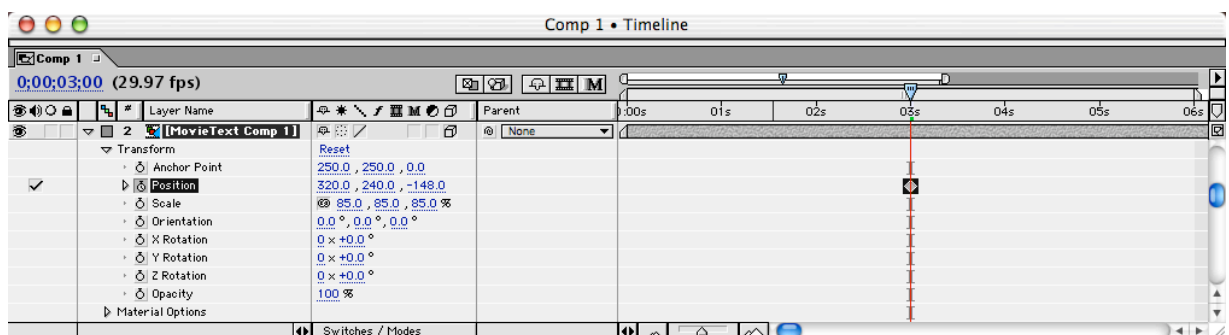 Comp 1 • Timeline
Comp 1
0;00;03;00 (29.97 fps) M
# Layer Name M Parent 0:00s 01s 02s 03s 04s 05s 06s
2 [MovieText Comp 1] None
Transform Reset
Anchor Point 250.0 , 250.0 , 0.0
Position 320.0 , 240.0 , -148.0
Scale 85.0 , 85.0 , 85.0 %
Orientation 0.0 °, 0.0 °, 0.0 °
X Rotation 0 x +0.0 °
Y Rotation 0 x +0.0 °
Z Rotation 0 x +0.0 °
Opacity 100 %
Material Options
Switches / Modes